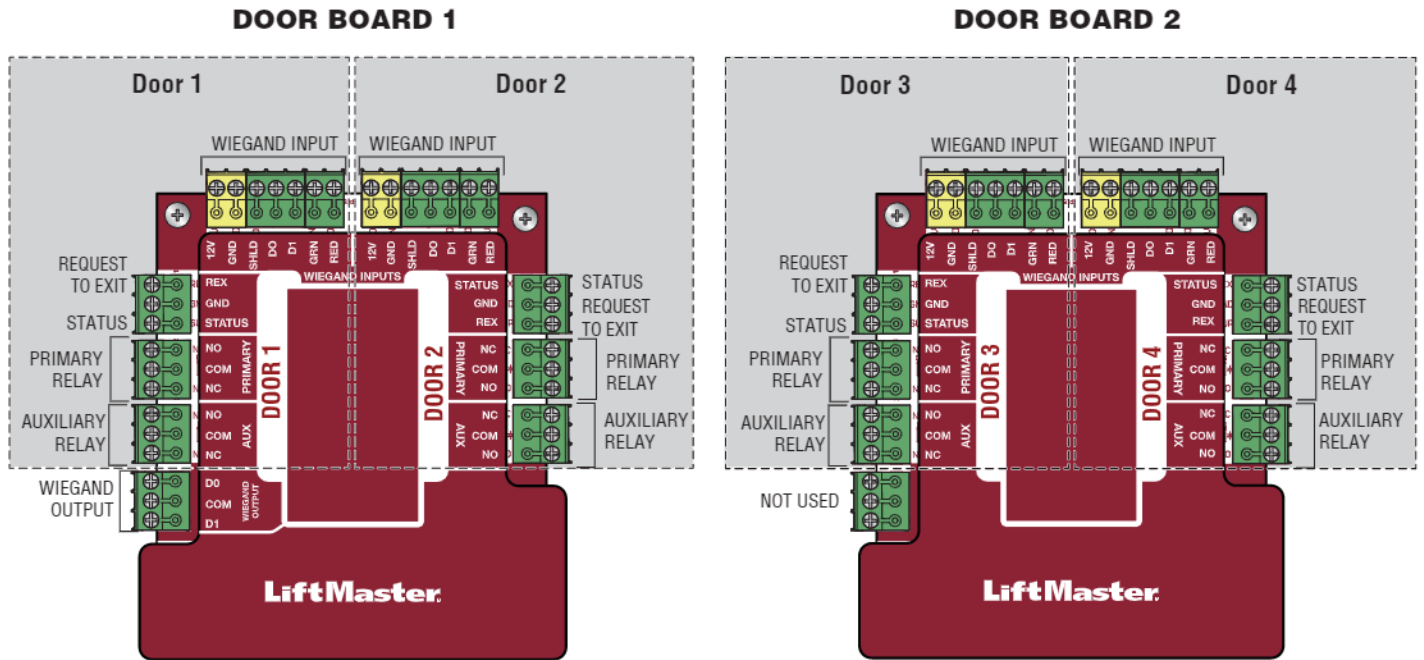 DOOR BOARD 1
Door 1
Door 2
WIEGAND INPUT
WIEGAND INPUT
12V GND SHLD DO D1 GRN RED
12V GND SHLD DO D1 GRN RED
WIEGAND INPUTS
REQUEST
TO EXIT
STATUS
REX
GND
STATUS
PRIMARY
RELAY
NO
COM
NC
PRIMARY
AUXILIARY
RELAY
NO
COM
NC
AUX
DOOR 1
WIEGAND
OUTPUT
D0
COM
D1
WIEGAND
OUTPUT
DOOR 2
STATUS
GND
REX
STATUS
REQUEST
TO EXIT
PRIMARY
NC
COM
NO
PRIMARY
RELAY
AUX
NC
COM
NO
AUXILIARY
RELAY
LiftMaster
DOOR BOARD 2
Door 3
Door 4
WIEGAND INPUT
WIEGAND INPUT
12V GND SHLD DO D1 GRN RED
12V GND SHLD DO D1 GRN RED
WIEGAND INPUTS
REQUEST
TO EXIT
STATUS
REX
GND
STATUS
PRIMARY
RELAY
NO
COM
NC
PRIMARY
AUXILIARY
RELAY
NO
COM
NC
AUX
DOOR 3
NOT USED
DOOR 4
STATUS
GND
REX
STATUS
REQUEST
TO EXIT
PRIMARY
NC
COM
NO
PRIMARY
RELAY
AUX
NC
COM
NO
AUXILIARY
RELAY
LiftMaster